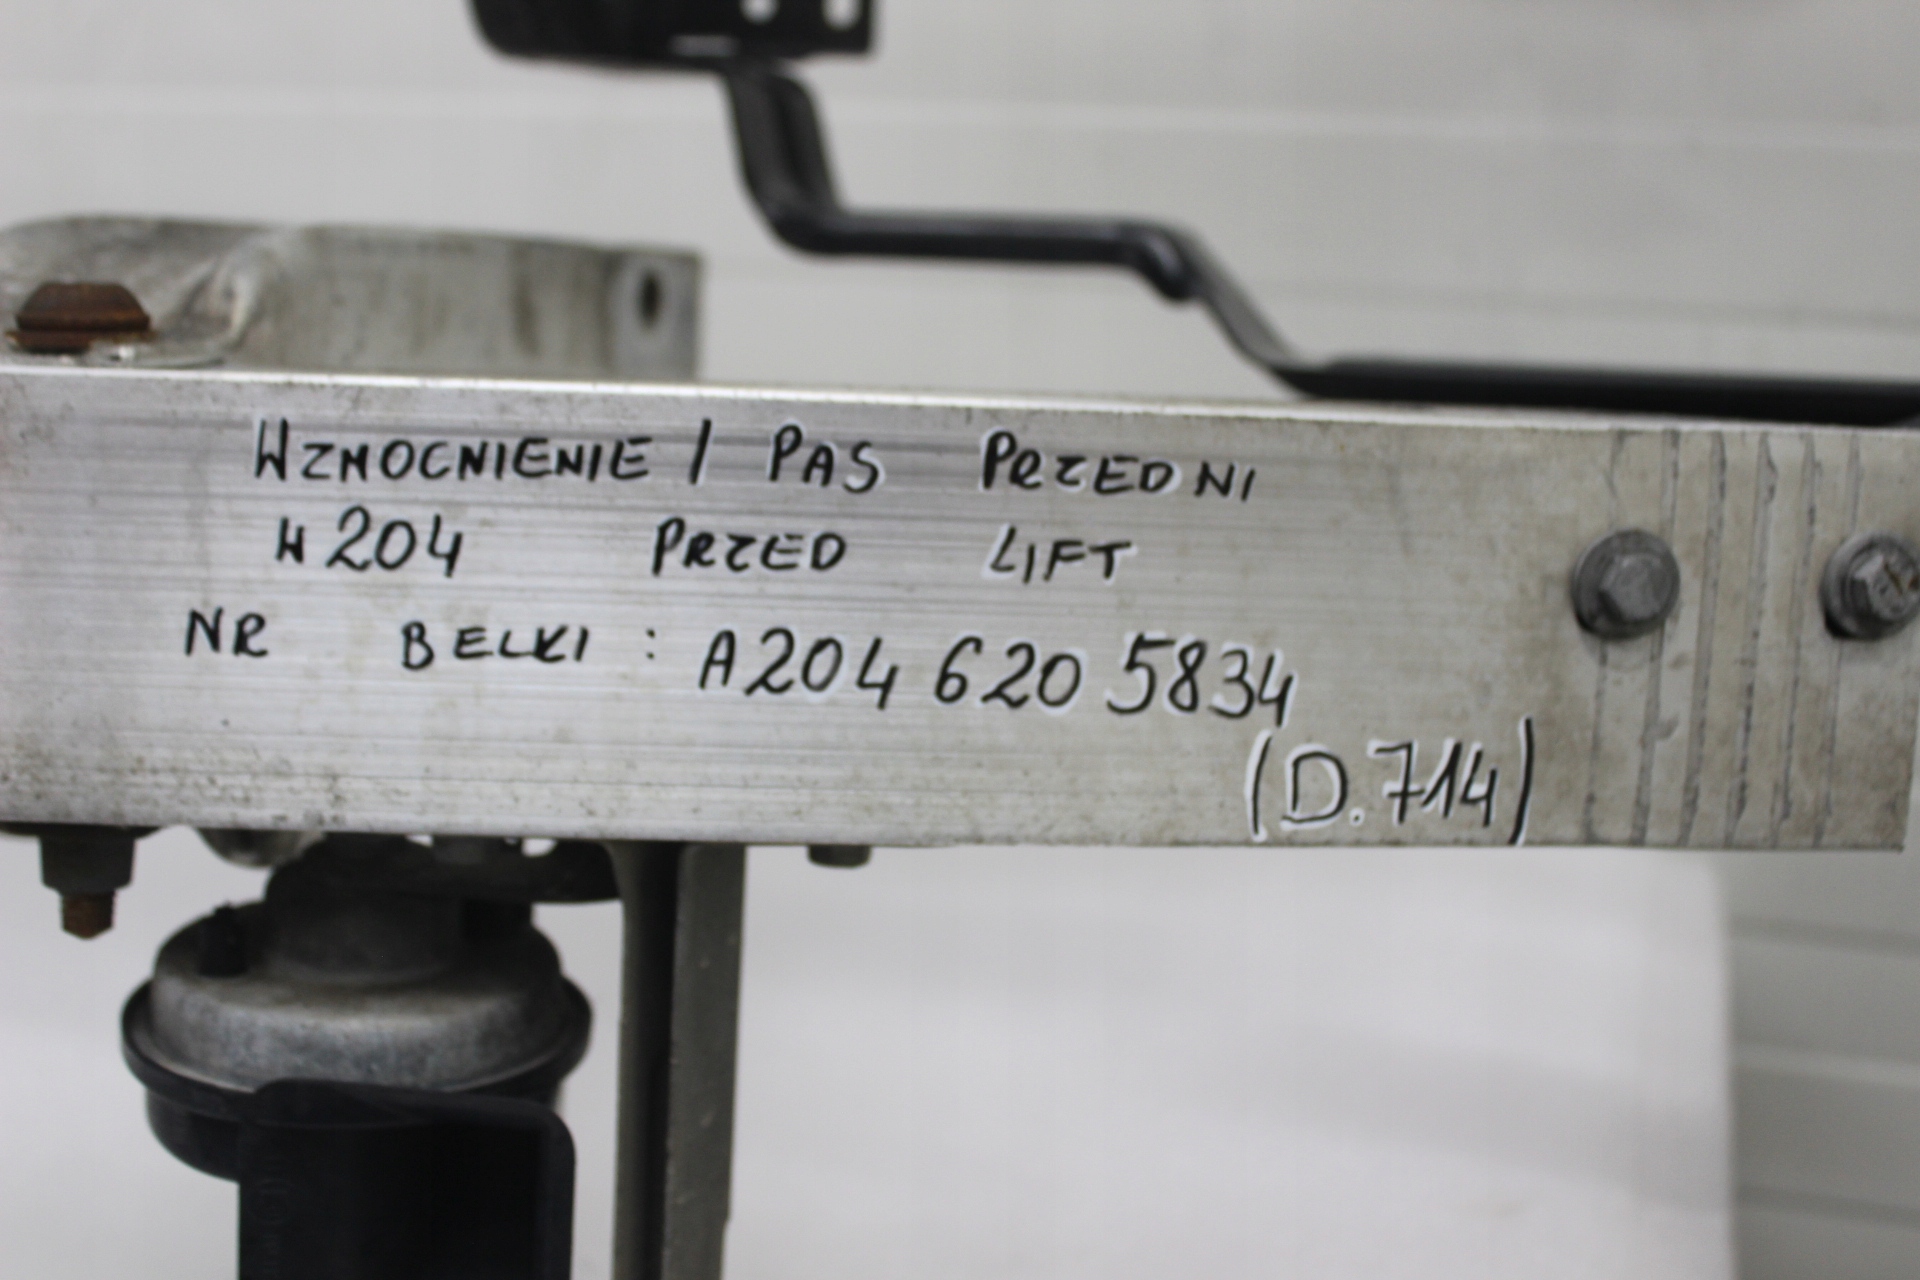 WZMOCNIENIE / PAS PRZEDNI
W204 PRZED LIFT
NR BELKI : A204 620 5834
(D.714)